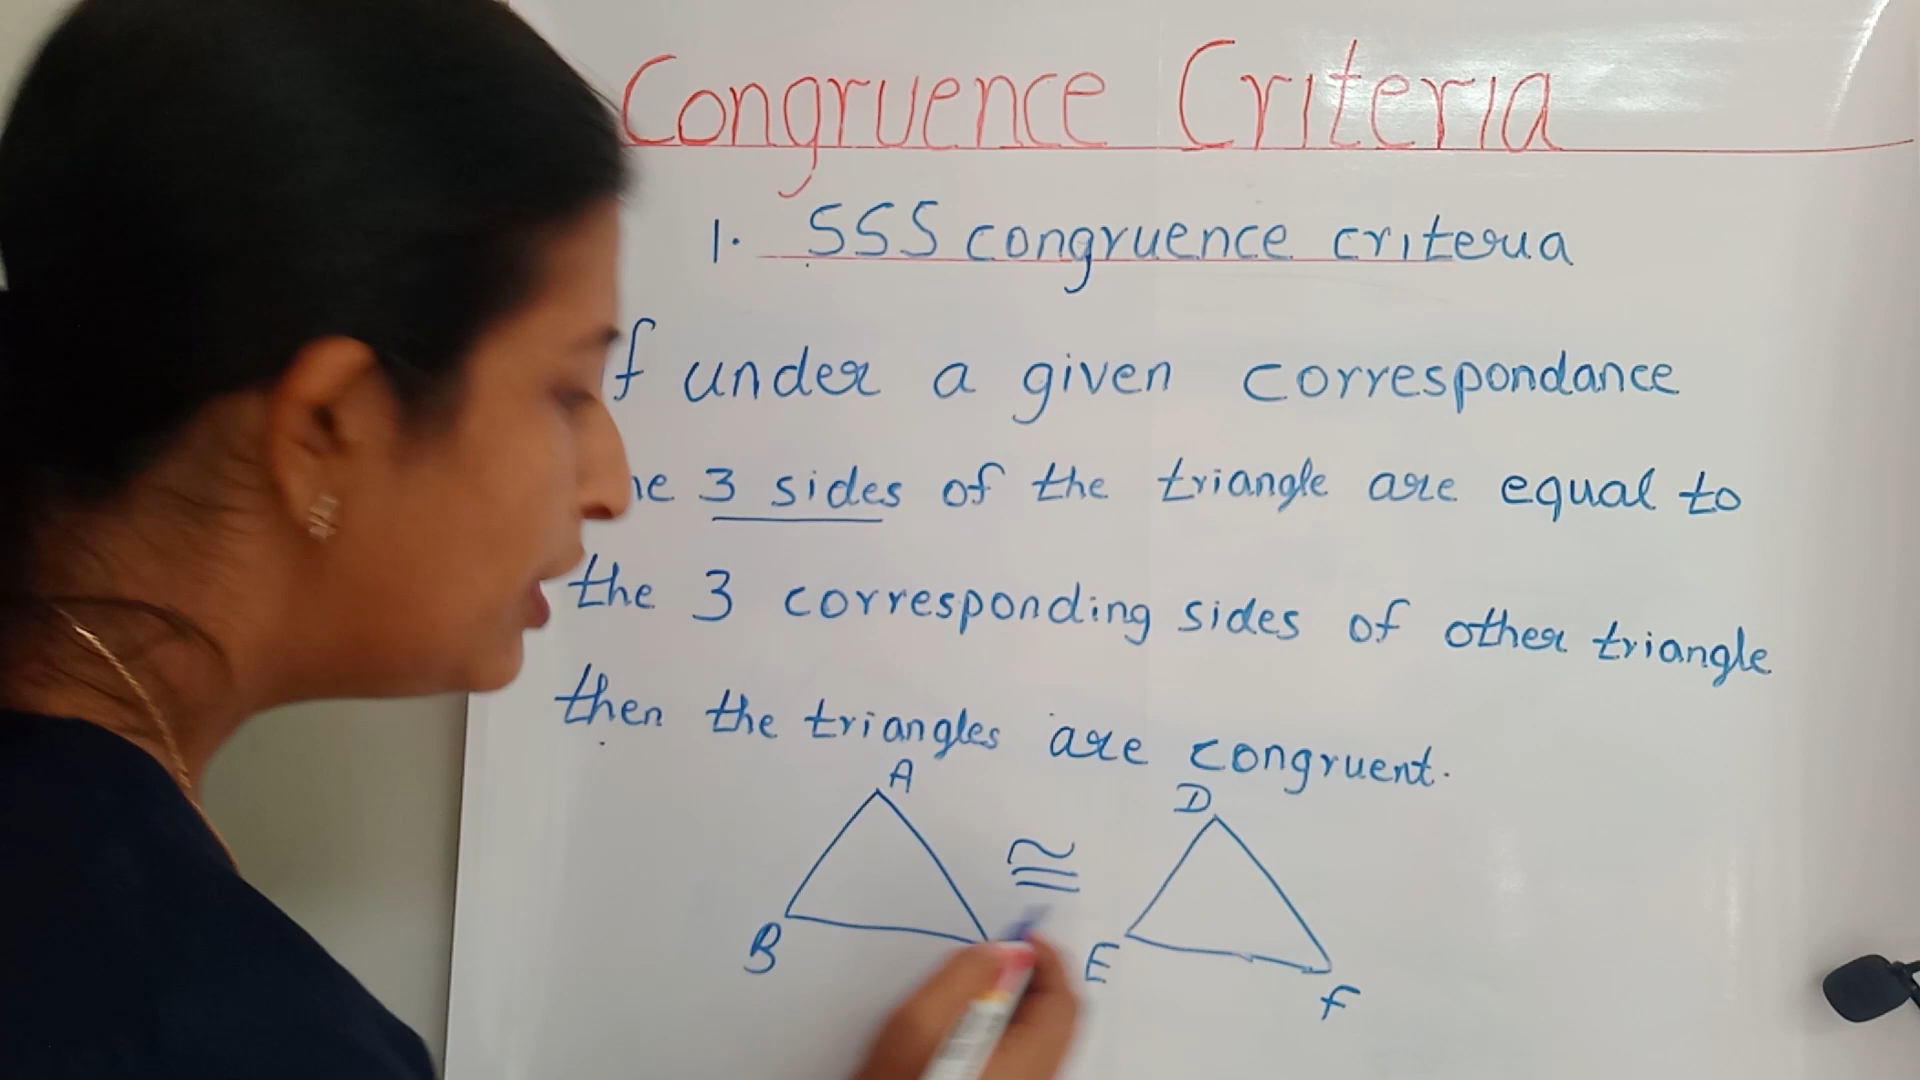 Congruence Criteria
1. SSS congruence criteria
f under a given correspondance
he 3 sides of the triangle are equal to
the 3 corresponding sides of other triangle
then the triangles are congruent.
A
D
≅
B
E
F